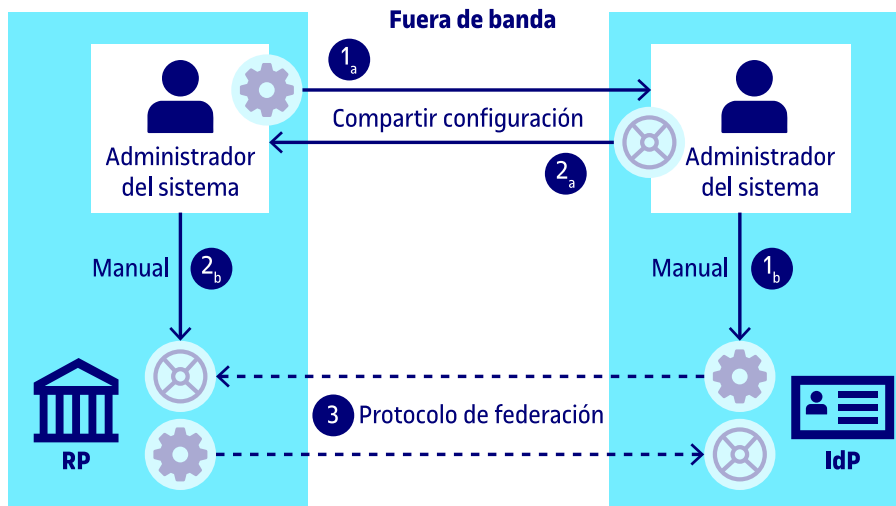 Fuera de banda
1a
Compartir configuración
Administrador
del sistema
Administrador
del sistema
2a
Manual
2b
Manual
1b
3 Protocolo de federación
RP
IdP